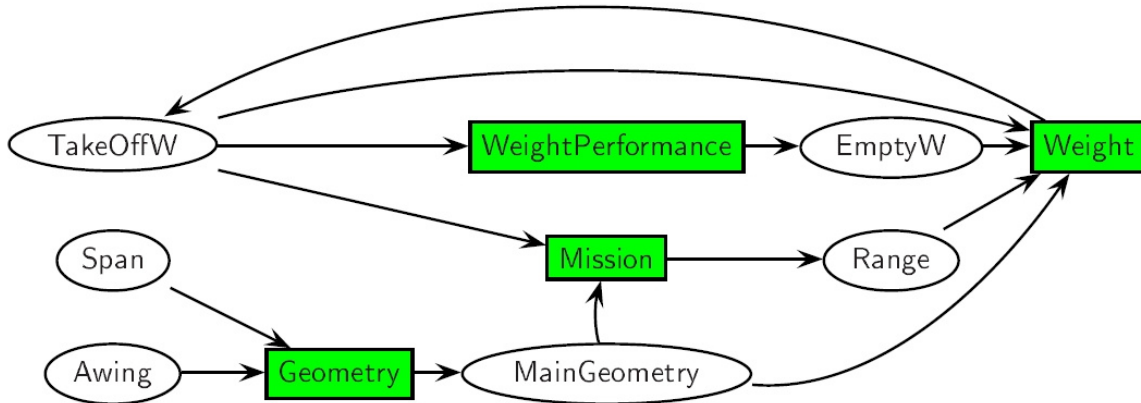 TakeOffW
WeightPerformance
EmptyW
Weight
Span
Mission
Range
Awing
Geometry
MainGeometry